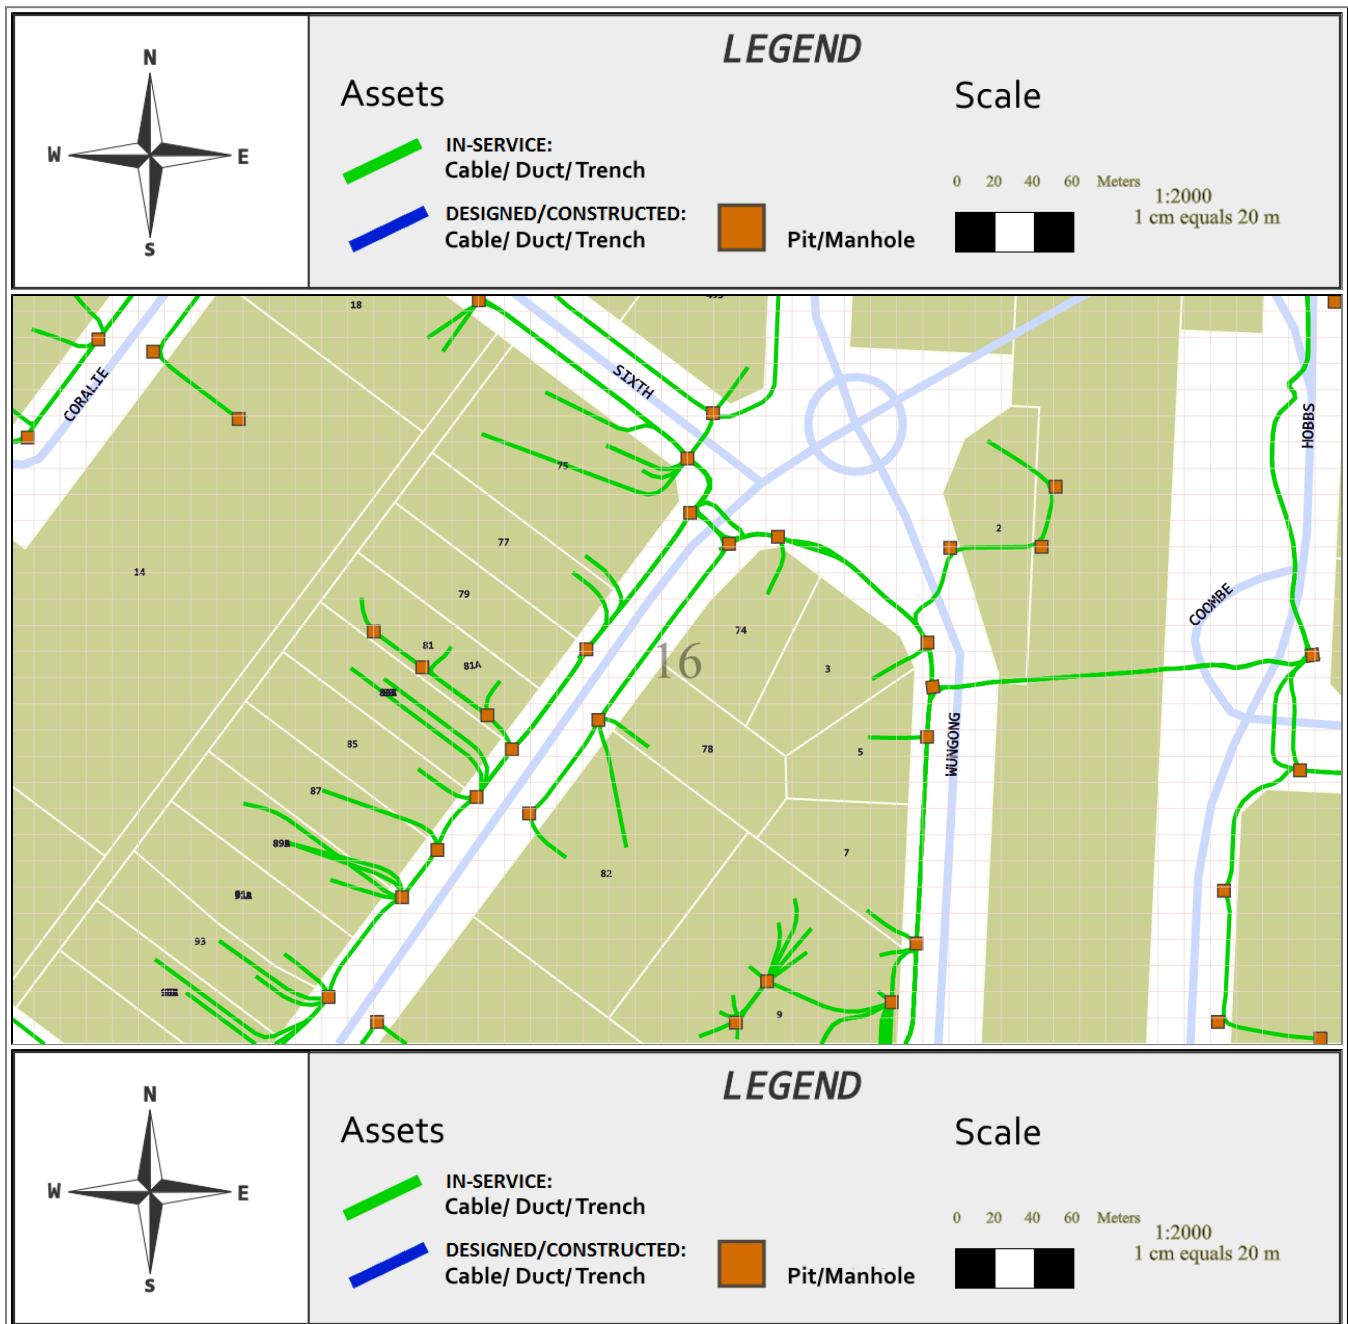 LEGEND
N
W
E
S
Assets
IN-SERVICE:
Cable/ Duct/ Trench
DESIGNED/CONSTRUCTED:
Cable/ Duct/ Trench
Pit/Manhole
Scale
0 20 40 60 Meters
1:2000
1 cm equals 20 m
18
CORALIE
SIXTH
HOBBS
75
2
77
14
79
COOMBE
74
81
81A
16
3
85
78
5
WUNGONG
87
7
89A
82
93
9
LEGEND
N
W
E
S
Assets
IN-SERVICE:
Cable/ Duct/ Trench
DESIGNED/CONSTRUCTED:
Cable/ Duct/ Trench
Pit/Manhole
Scale
0 20 40 60 Meters
1:2000
1 cm equals 20 m